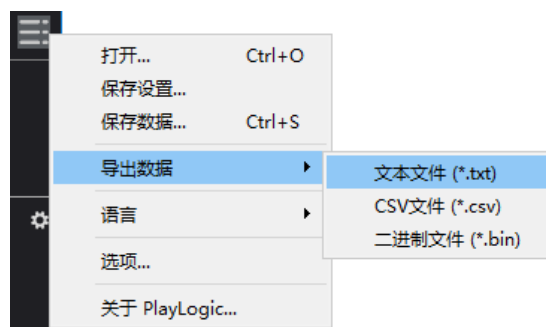 打开... Ctrl+O
保存设置...
保存数据... Ctrl+S
导出数据
文本文件 (*.txt)
CSV文件 (*.csv)
二进制文件 (*.bin)
语言
选项...
关于 PlayLogic...